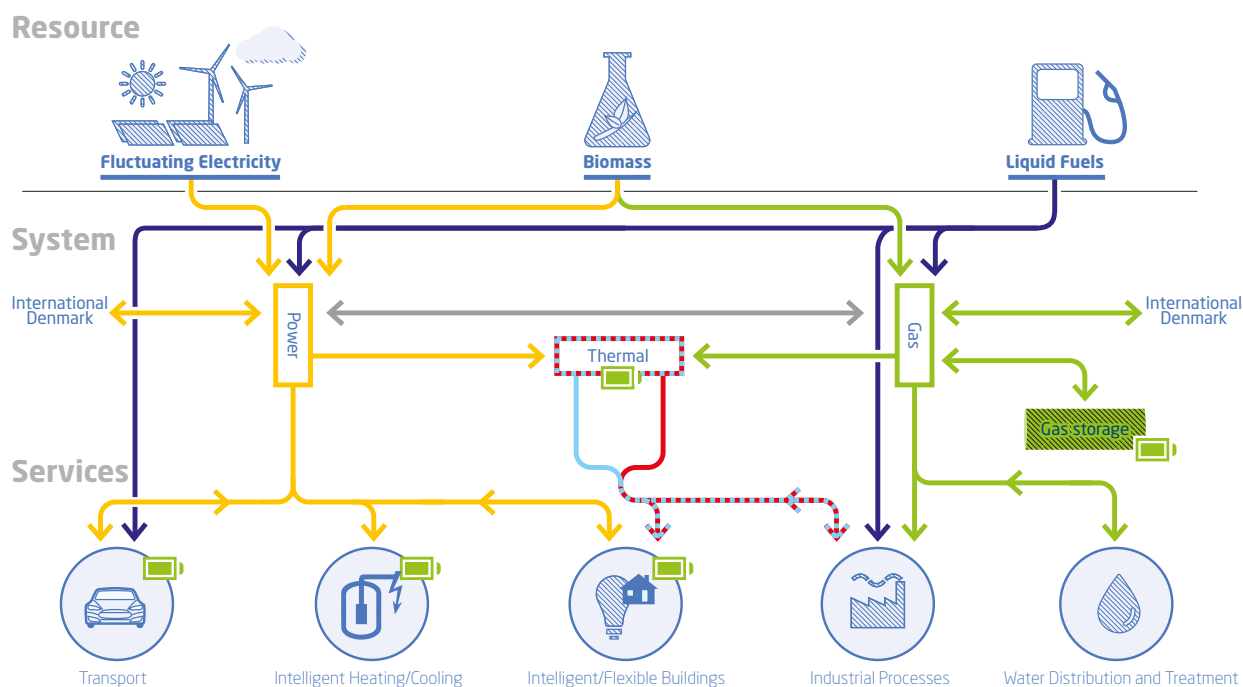 Resource
Fluctuating Electricity
Biomass
Liquid Fuels
System
International
Denmark
Power
Thermal
Gas
International
Denmark
Gas storage
Services
Transport
Intelligent Heating/Cooling
Intelligent/Flexible Buildings
Industrial Processes
Water Distribution and Treatment